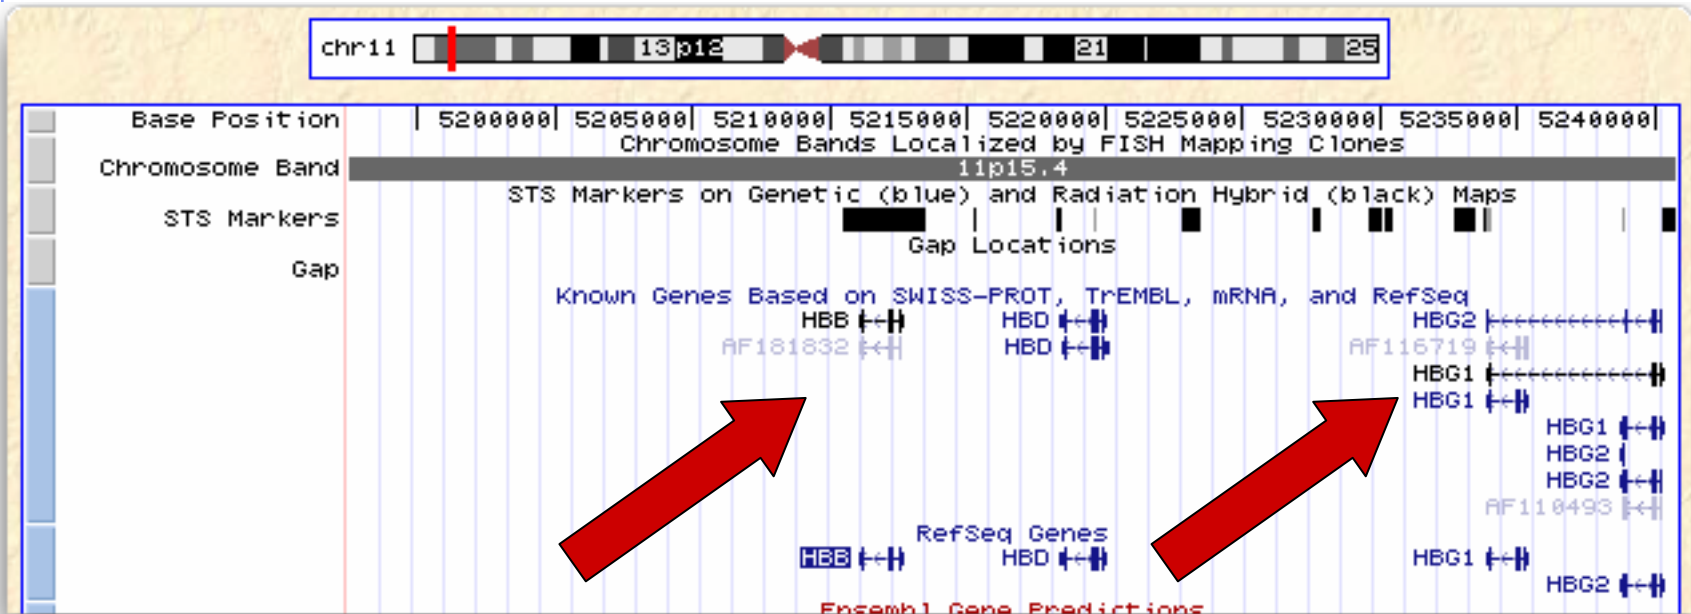 chr11 13 p12 21 25
Base Position | 5200000| 5205000| 5210000| 5215000| 5220000| 5225000| 5230000| 5235000| 5240000|
Chromosome Bands Localized by FISH Mapping Clones
Chromosome Band 11p15.4
STS Markers on Genetic (blue) and Radiation Hybrid (black) Maps
STS Markers
Gap Locations
Gap
Known Genes Based on SWISS-PROT, TrEMBL, mRNA, and RefSeq
HBB HBD HBG2
AF181832 HBD AF116719
HBG1
HBG1
HBG1
HBG2
HBG2
AF110493
RefSeq Genes
HBB HBD HBG1
HBG2
Ensembl Gene Predictions